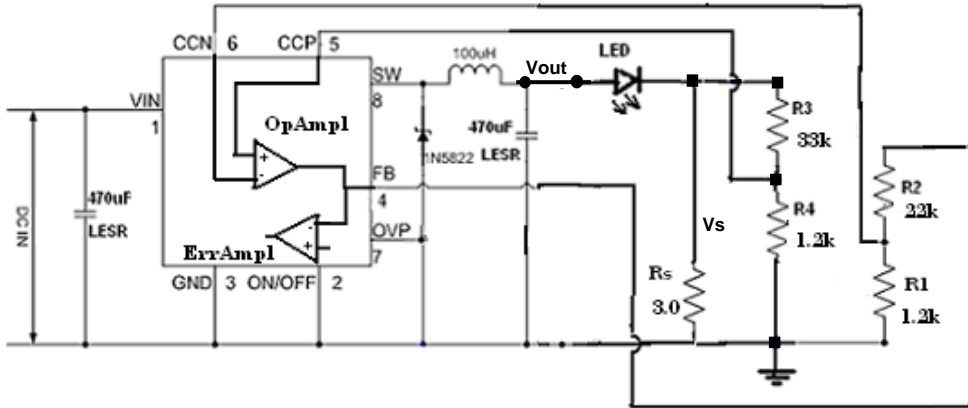 CCN 6 CCP 5
100uH
LED
Vout
SW
8
VIN
1
OpAmp1
+
-
R3
33k
470uF
LESR
1N5822
FB
4
R2
22k
470uF
LESR
DC IN
R4
1.2k
Vs
OVP
7
-
+
ErrAmp1
GND 3 ON/OFF 2
Rs
3.0
R1
1.2k